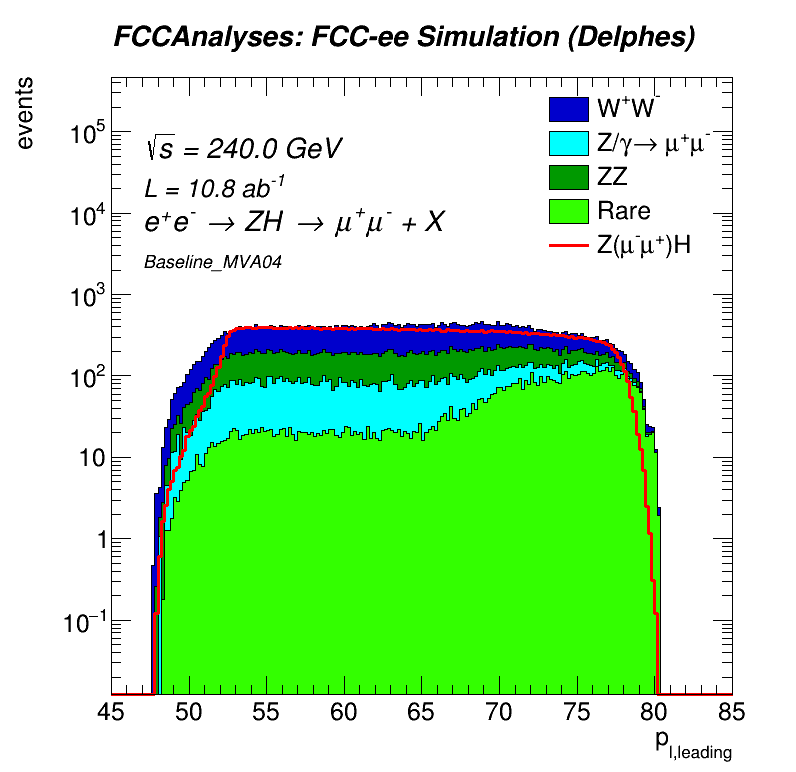 FCCAnalyses: FCC-ee Simulation (Delphes)
events
10⁵
10⁴
10³
10²
10
1
10⁻¹
√s = 240.0 GeV
L = 10.8 ab⁻¹
e⁺e⁻ → ZH → μ⁺μ⁻ + X
Baseline_MVA04
W⁺W⁻
Z/γ→ μ⁺μ⁻
ZZ
Rare
Z(μ⁻μ⁺)H
45 50 55 60 65 70 75 80 85
p_l,leading